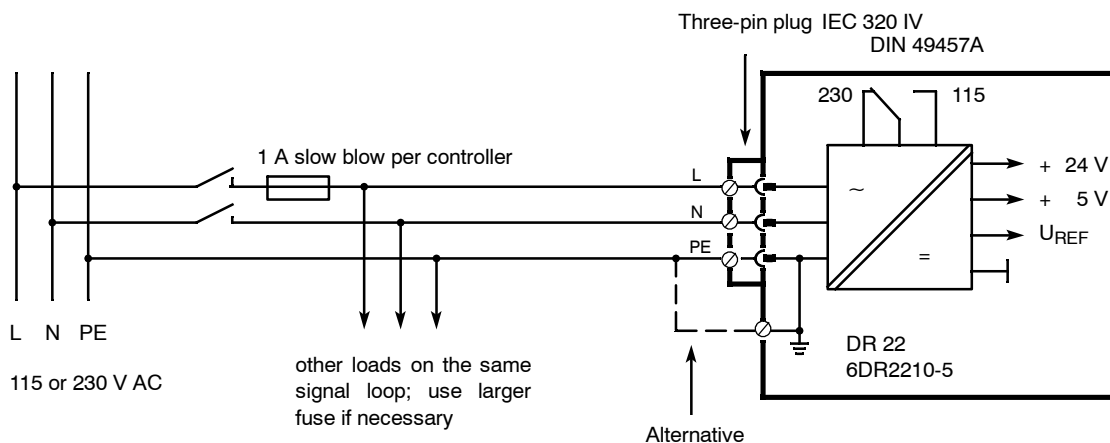 Three-pin plug IEC 320 IV
DIN 49457A
230
115
1 A slow blow per controller
L
N
PE
~
=
+ 24 V
+ 5 V
UREF
L N PE
115 or 230 V AC
other loads on the same
signal loop; use larger
fuse if necessary
DR 22
6DR2210-5
Alternative